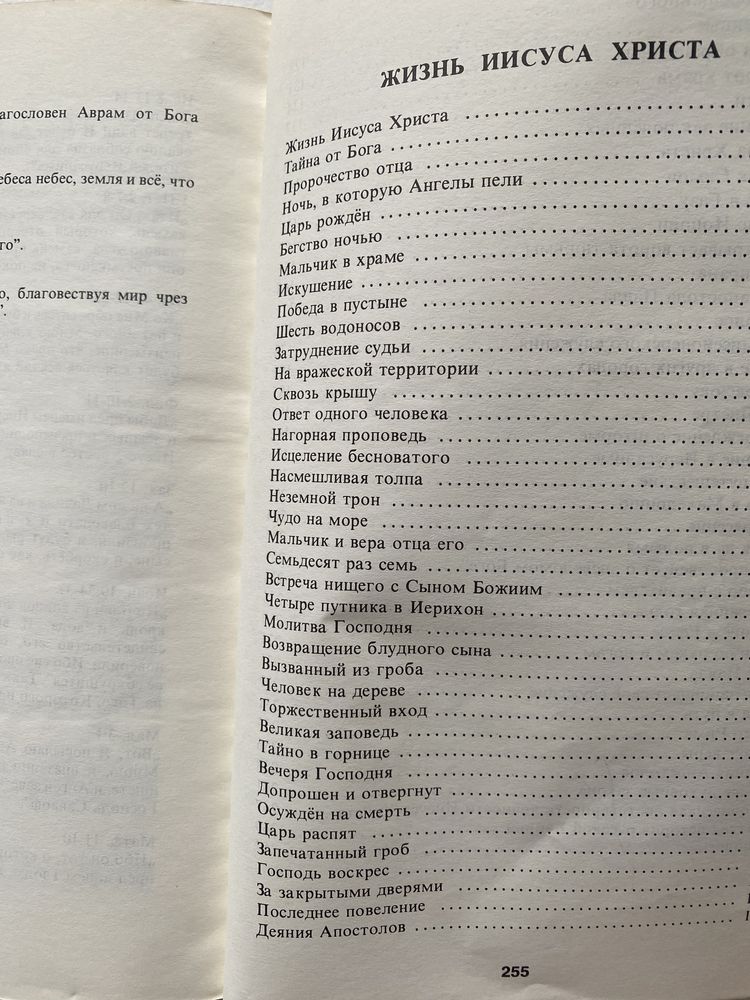 агословен Аврам от Бога
ебеса небес, земля и всё, что
го”.
о, благовествуя мир чрез
”.
ЖИЗНЬ ИИСУСА ХРИСТА
Жизнь Иисуса Христа
Тайна от Бога
Пророчество отца
Ночь, в которую Ангелы пели
Царь рождён
Бегство ночью
Мальчик в храме
Искушение
Победа в пустыне
Шесть водоносов
Затруднение судьи
На вражеской территории
Сквозь крышу
Ответ одного человека
Нагорная проповедь
Исцеление бесноватого
Насмешливая толпа
Неземной трон
Чудо на море
Мальчик и вера отца его
Семьдесят раз семь
Встреча нищего с Сыном Божиим
Четыре путника в Иерихон
Молитва Господня
Возвращение блудного сына
Вызванный из гроба
Человек на дереве
Торжественный вход
Великая заповедь
Тайно в горнице
Вечеря Господня
Допрошен и отвергнут
Осуждён на смерть
Царь распят
Запечатанный гроб
Господь воскрес
За закрытыми дверями
Последнее повеление
Деяния Апостолов
255